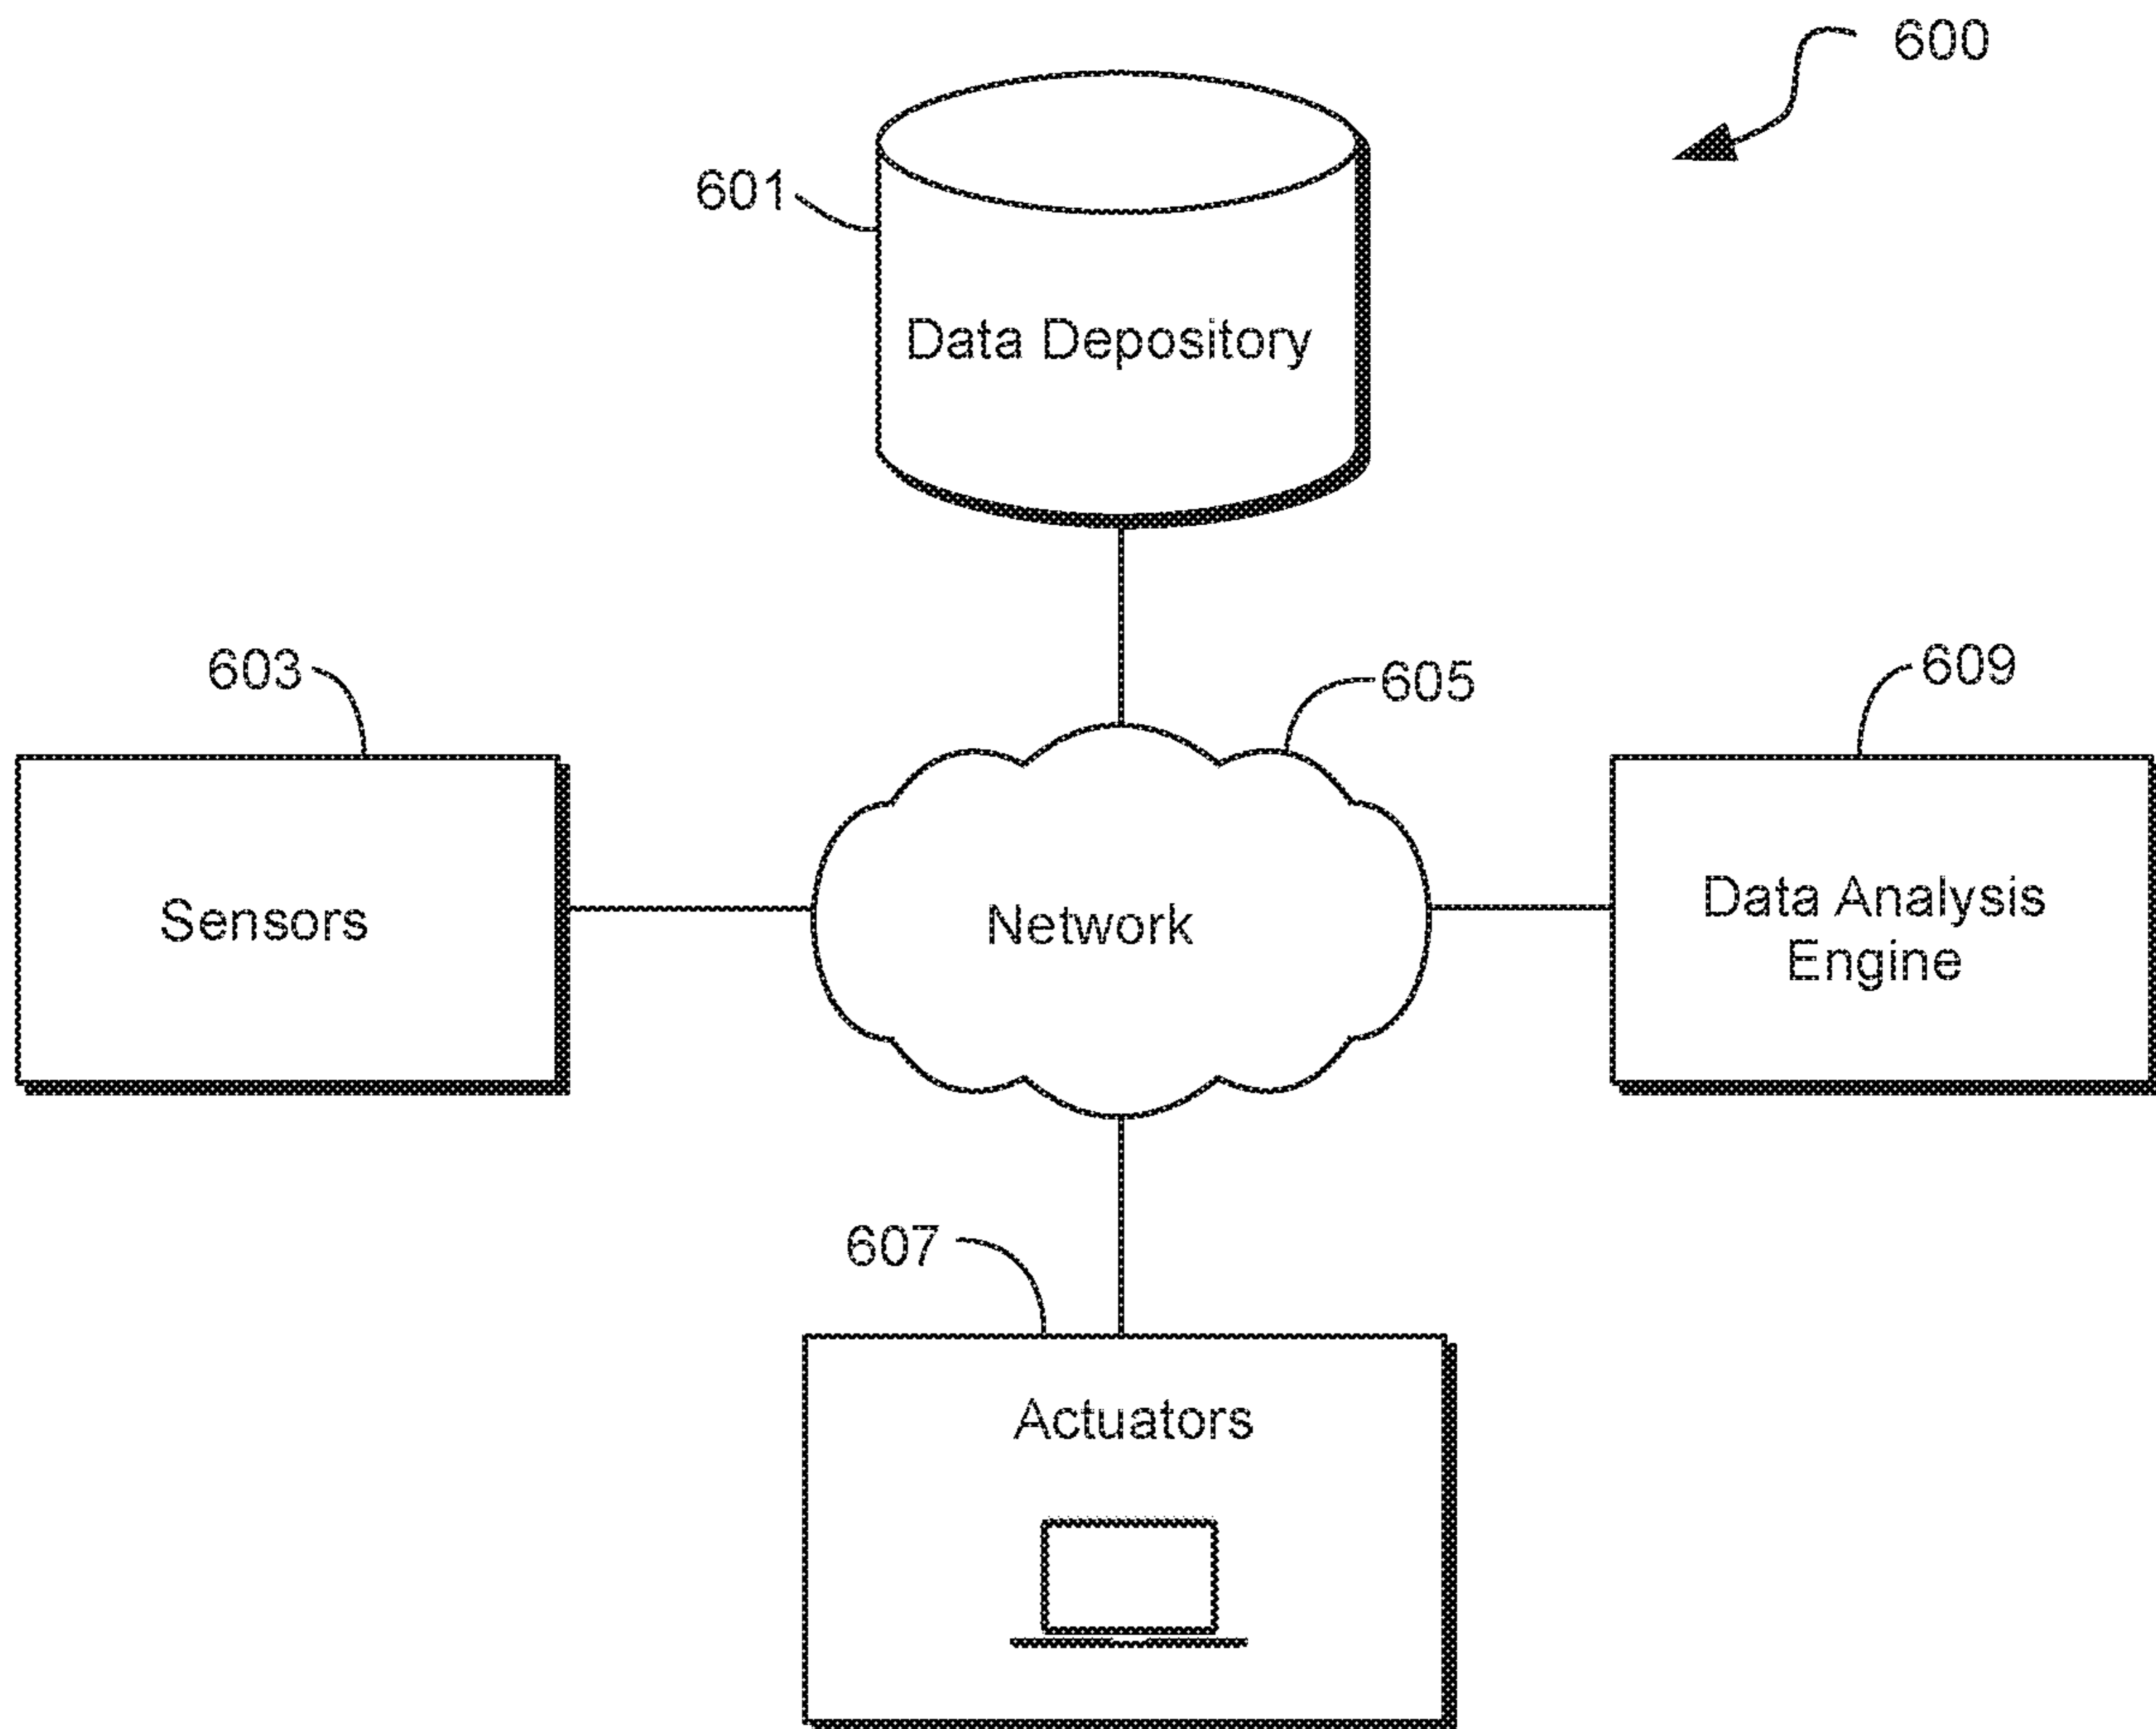 600
601
Data Depository
603
605
609
Sensors
Network
Data Analysis
Engine
607
Actuators